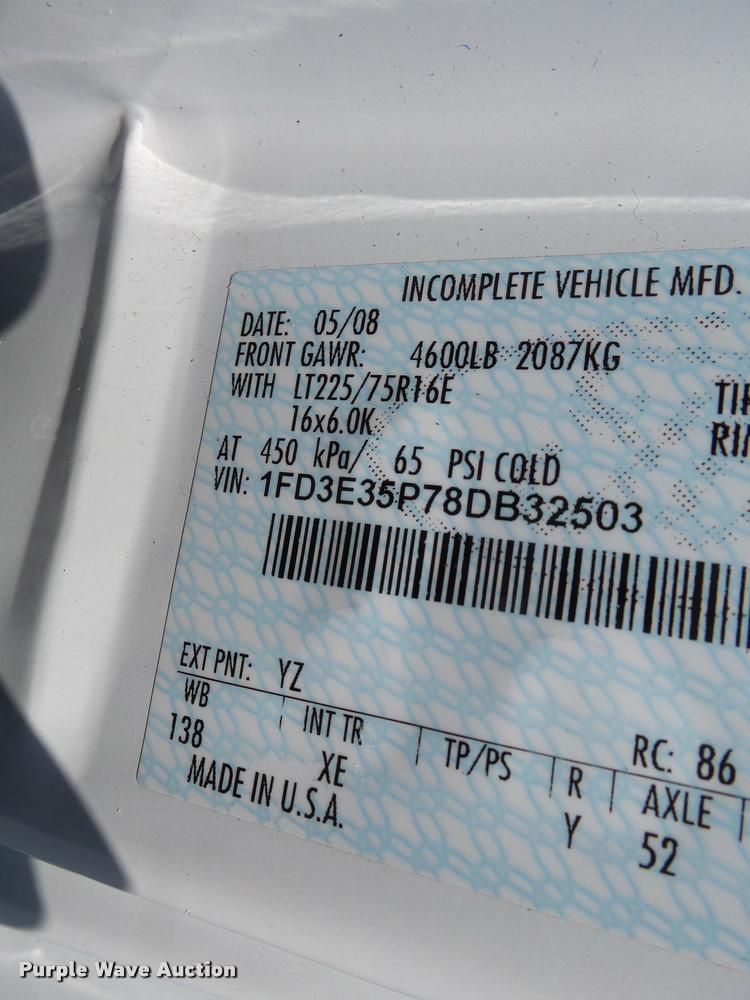 INCOMPLETE VEHICLE MFD.
DATE: 05/08
FRONT GAWR: 4600LB 2087KG
WITH LT225/75R16E
16x6.0K
AT 450 kPa/ 65 PSI COLD
VIN: 1FD3E35P78DB32503
EXT PNT: YZ RC: 86
WB INT TR TP/PS R AXLE
138 XE Y 52
MADE IN U.S.A.
Purple Wave Auction